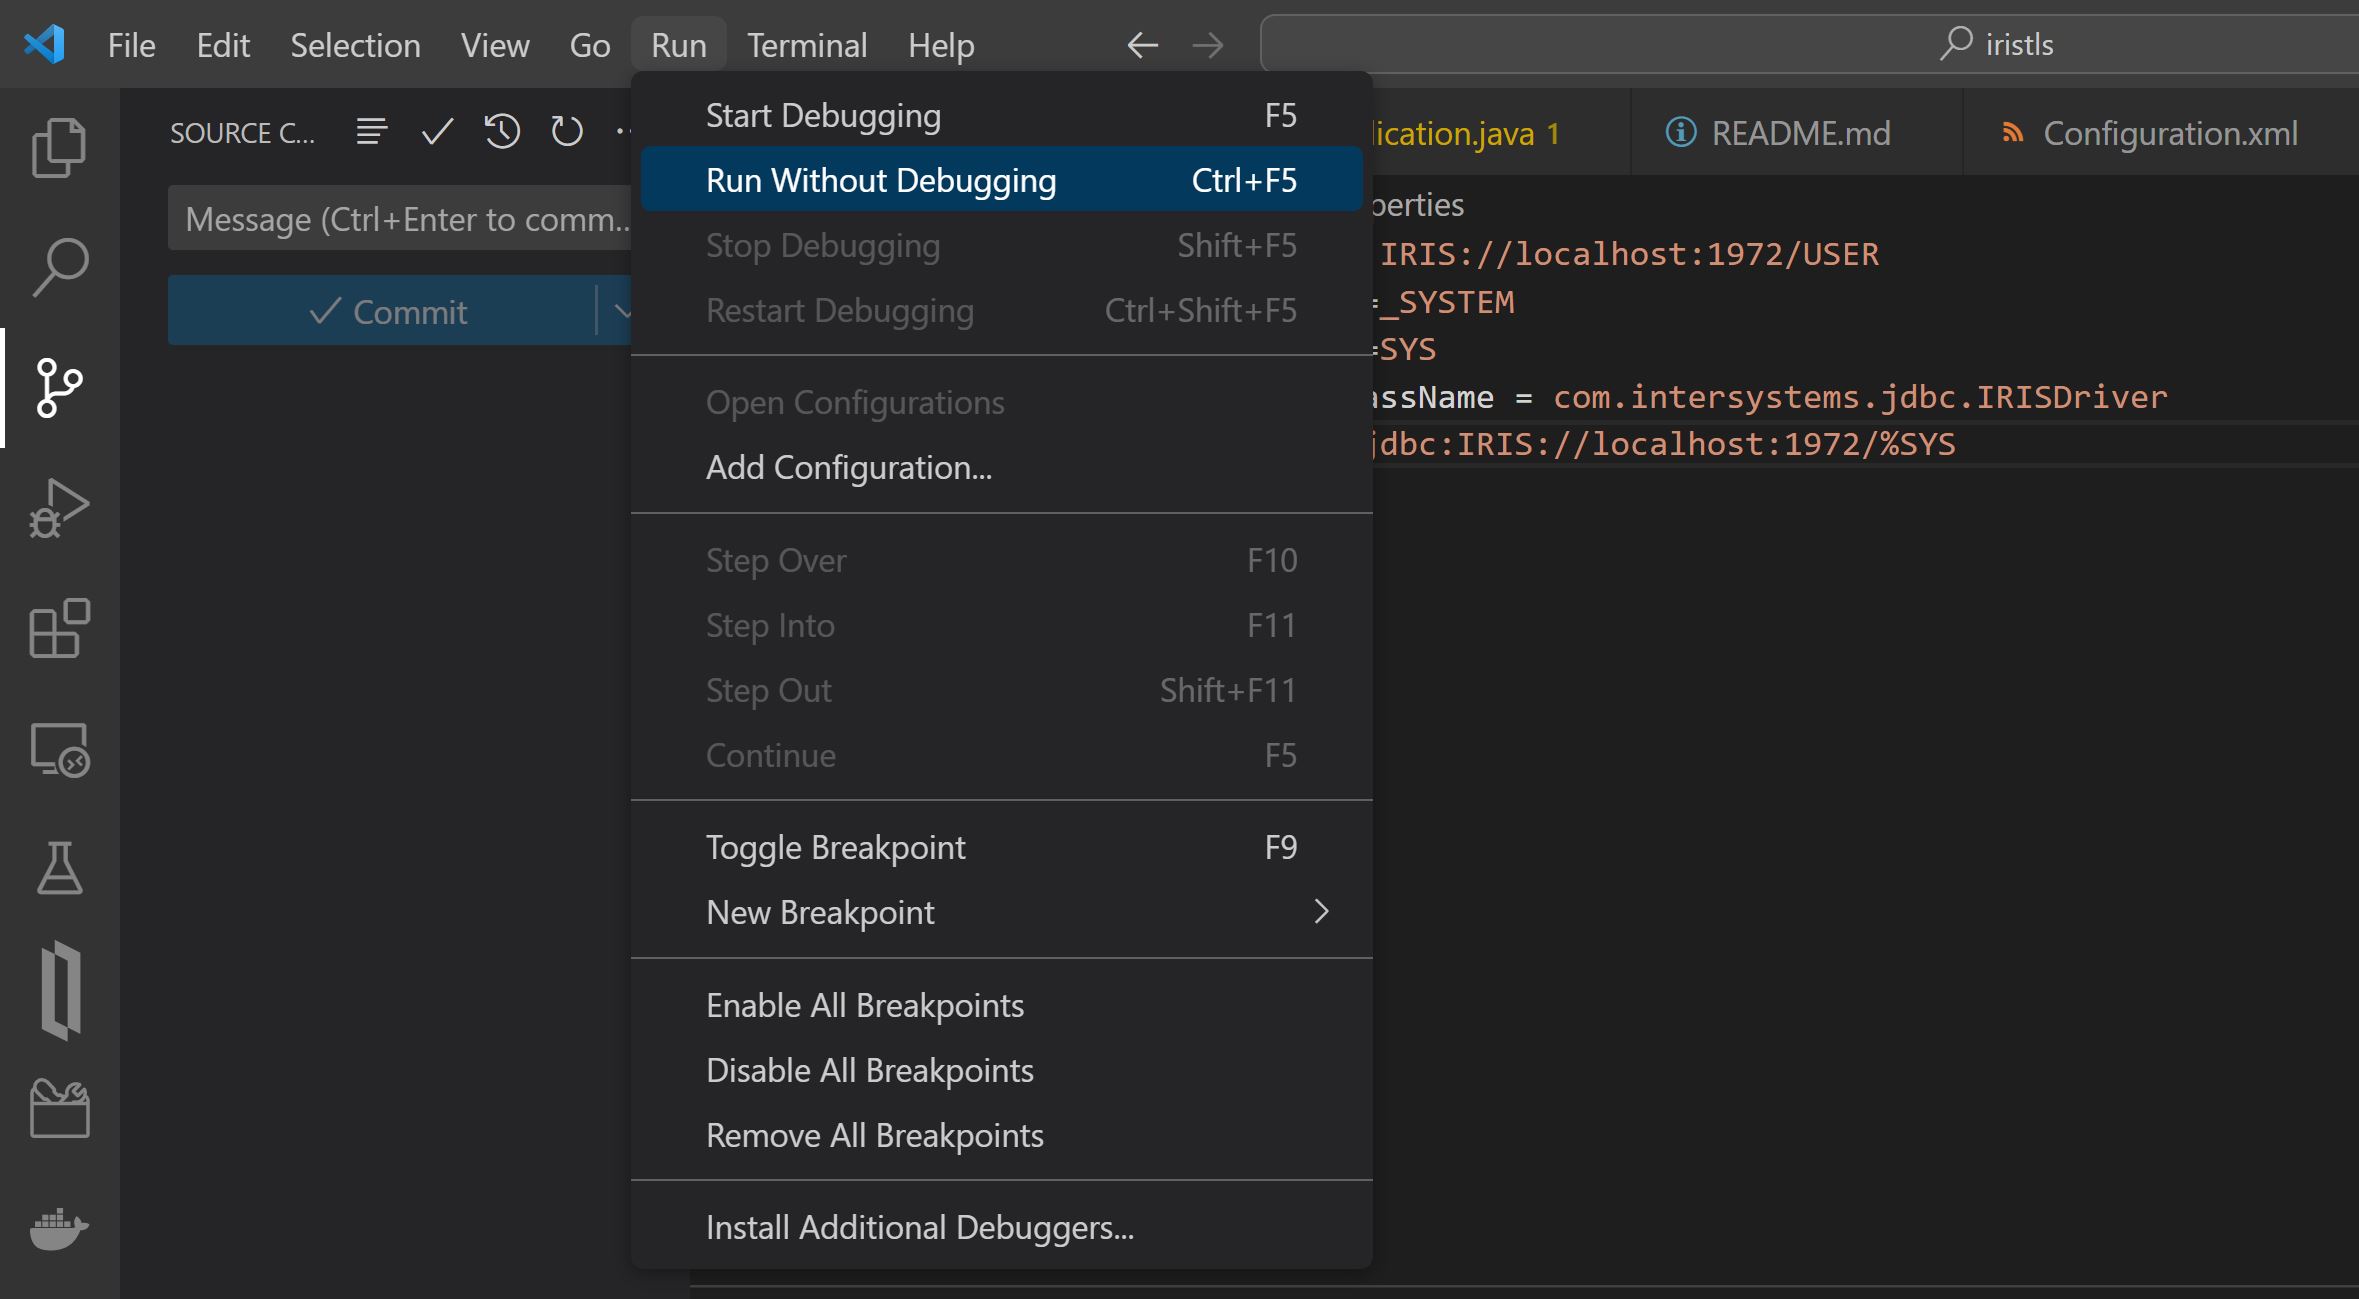 File Edit Selection View Go Run Terminal Help iristls
SOURCE C...
Message (Ctrl+Enter to comm..
Commit
Start Debugging F5
Run Without Debugging Ctrl+F5
Stop Debugging Shift+F5
Restart Debugging Ctrl+Shift+F5
Open Configurations
Add Configuration...
Step Over F10
Step Into F11
Step Out Shift+F11
Continue F5
Toggle Breakpoint F9
New Breakpoint
Enable All Breakpoints
Disable All Breakpoints
Remove All Breakpoints
Install Additional Debuggers...
lication.java 1 README.md Configuration.xml
perties
IRIS://localhost:1972/USER
=_SYSTEM
=SYS
assName = com.intersystems.jdbc.IRISDriver
jdbc:IRIS://localhost:1972/%SYS